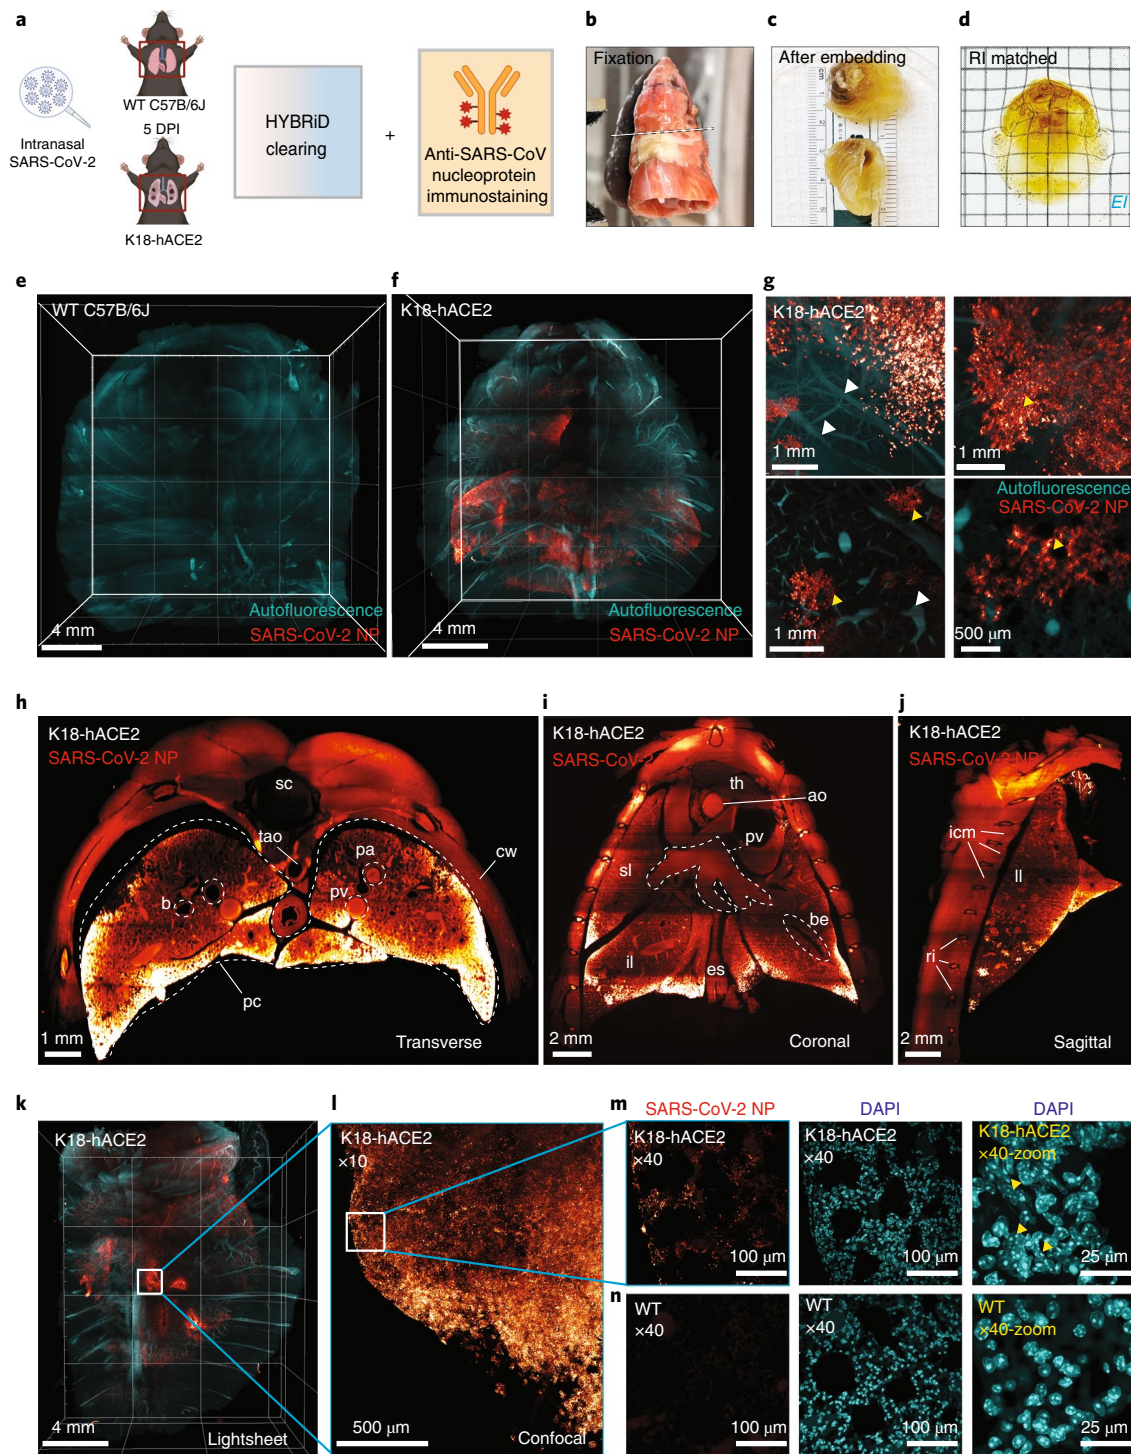 a
WT C57B/6J
5 DPI
Intranasal
SARS-CoV-2
K18-hACE2
HYBRiD
clearing
+
Anti-SARS-CoV
nucleoprotein
immunostaining
b
Fixation
c
After embedding
cm
1
2
3
4
5
d
RI matched
EI
e
WT C57B/6J
Autofluorescence
SARS-CoV-2 NP
4 mm
f
K18-hACE2
Autofluorescence
SARS-CoV-2 NP
4 mm
g
K18-hACE2
1 mm
1 mm
1 mm
Autofluorescence
SARS-CoV-2 NP
500 μm
h
K18-hACE2
SARS-CoV-2 NP
sc
tao
pa
cw
b
pv
pc
1 mm
Transverse
i
K18-hACE2
SARS-CoV-2
th
ao
pv
sl
be
il
es
2 mm
Coronal
j
K18-hACE2
SARS-CoV-2 NP
icm
ll
ri
2 mm
Sagittal
k
K18-hACE2
4 mm
Lightsheet
l
K18-hACE2
×10
500 μm
Confocal
m
SARS-CoV-2 NP
K18-hACE2
×40
100 μm
DAPI
K18-hACE2
×40
100 μm
DAPI
K18-hACE2
×40-zoom
25 μm
n
WT
×40
100 μm
WT
×40
100 μm
WT
×40-zoom
25 μm